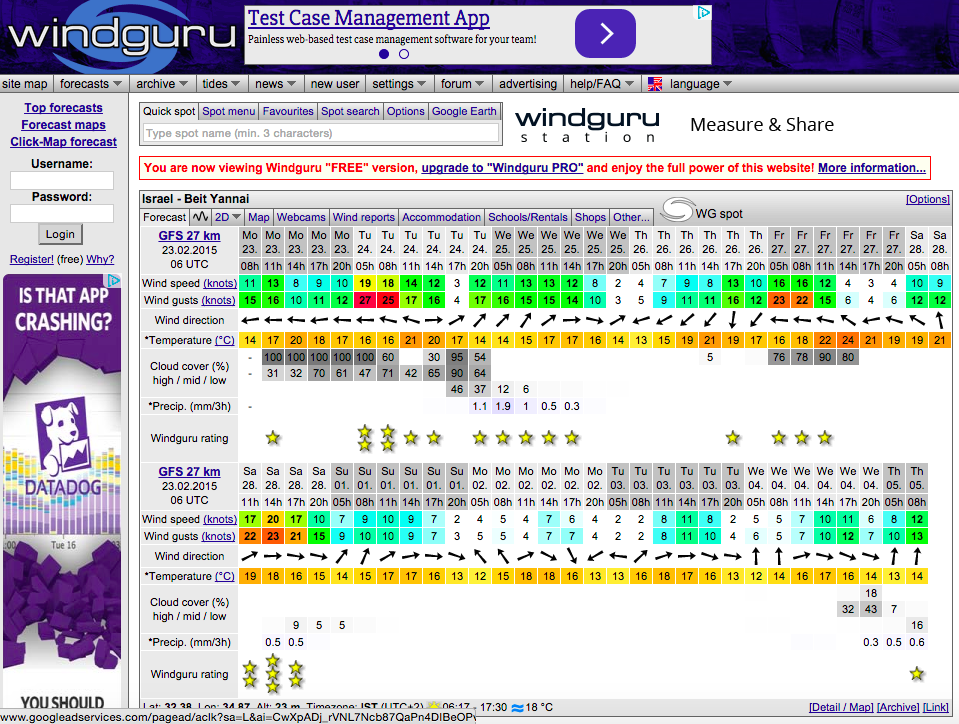 windguru
Test Case Management App
Painless web-based test case management software for your team!
site map forecasts archive tides news new user settings forum advertising help/FAQ language
Top forecasts
Forecast maps
Click-Map forecast
Username:
Password:
Login
Register! (free) Why?
IS THAT APP
CRASHING?
DATADOG
:00 Tue 16 03
YOU SHOULD
Quick spot Spot menu Favourites Spot search Options Google Earth
Type spot name (min. 3 characters)
windguru
station
Measure & Share
You are now viewing Windguru "FREE" version, upgrade to "Windguru PRO" and enjoy the full power of this website! More information...
Israel - Beit Yannai [Options]
Forecast 2D Map Webcams Wind reports Accommodation Schools/Rentals Shops Other... WG spot
GFS 27 km Mo Mo Mo Mo Mo Tu Tu Tu Tu Tu Tu We We We We We We Th Th Th Th Th Th Fr Fr Fr Fr Fr Fr Sa Sa
23.02.2015 23. 23. 23. 23. 23. 24. 24. 24. 24. 24. 24. 25. 25. 25. 25. 25. 25. 26. 26. 26. 26. 26. 26. 27. 27. 27. 27. 27. 27. 28. 28.
06 UTC 08h 11h 14h 17h 20h 05h 08h 11h 14h 17h 20h 05h 08h 11h 14h 17h 20h 05h 08h 11h 14h 17h 20h 05h 08h 11h 14h 17h 20h 05h 08h
Wind speed (knots) 11 13 8 9 10 19 18 14 12 3 12 11 13 13 12 8 2 4 7 9 8 13 10 16 16 12 4 3 4 10 9
Wind gusts (knots) 15 16 10 11 12 27 25 17 16 4 17 16 15 15 14 10 3 5 9 11 11 16 12 23 22 15 6 4 6 12 12
Wind direction
*Temperature (°C) 14 17 20 18 17 16 16 21 20 17 14 14 15 16 17 16 14 13 15 19 21 19 17 16 18 22 24 21 19 19 21
Cloud cover (%)
high / mid / low
- 100 100 100 100 100 60 30 95 54 5 76 78 90 80
- 31 32 70 61 47 71 42 65 90 64
46 37 12 6
*Precip. (mm/3h) - 1.1 1.9 1 0.5 0.3
Windguru rating
GFS 27 km Sa Sa Sa Sa Su Su Su Su Su Su Mo Mo Mo Mo Mo Mo Tu Tu Tu Tu Tu Tu We We We We We We Th Th
23.02.2015 28. 28. 28. 28. 01. 01. 01. 01. 01. 01. 02. 02. 02. 02. 02. 02. 03. 03. 03. 03. 03. 03. 04. 04. 04. 04. 04. 04. 05. 05.
06 UTC 11h 14h 17h 20h 05h 08h 11h 14h 17h 20h 05h 08h 11h 14h 17h 20h 05h 08h 11h 14h 17h 20h 05h 08h 11h 14h 17h 20h 05h 08h
Wind speed (knots) 17 20 17 10 7 9 10 9 7 2 4 5 4 7 6 4 2 2 8 11 8 2 5 5 7 10 11 6 8 12
Wind gusts (knots) 22 23 21 15 9 10 10 9 7 3 5 5 4 7 7 4 2 2 8 11 10 4 6 5 7 10 12 7 10 13
Wind direction
*Temperature (°C) 19 18 16 15 14 15 17 17 16 13 12 15 18 18 16 13 13 16 18 17 16 13 12 14 16 17 16 14 13 14
Cloud cover (%)
high / mid / low
18
32 43 7
9 5 5 16
*Precip. (mm/3h) 0.5 0.5 0.3 0.5 0.6
Windguru rating
Lat: 32.38, Lon: 34.87, Alt: 23 m, Timezone: IST (UTC+2) 06:17 - 17:30 18 °C [Detail / Map] [Archive] [Link]
www.googleadservices.com/pagead/aclk?sa=L&ai=CwXpADj_rVNL7Ncb87QaPn4DIBeOP